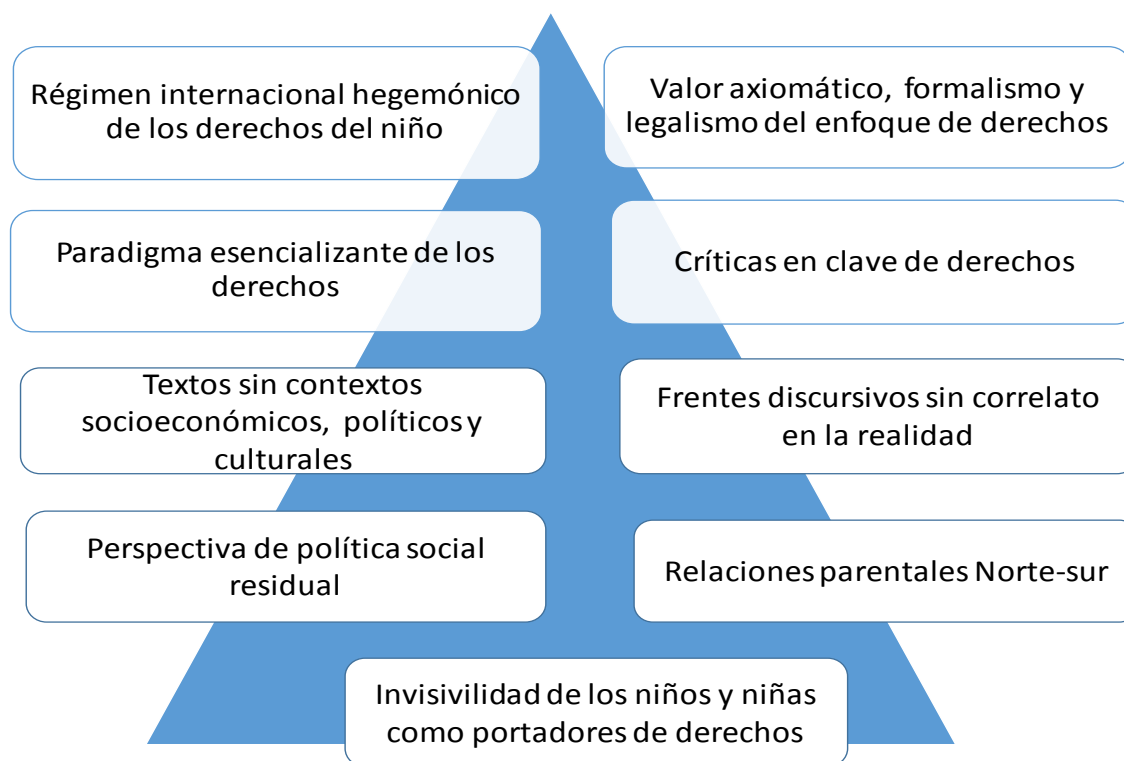 Régimen internacional hegemónico
de los derechos del niño
Valor axiomático, formalismo y
legalismo del enfoque de derechos
Paradigma esencializante de los
derechos
Críticas en clave de derechos
Textos sin contextos
socioeconómicos, políticos y
culturales
Frentes discursivos sin correlato
en la realidad
Perspectiva de política social
residual
Relaciones parentales Norte-sur
Invisivilidad de los niños y niñas
como portadores de derechos